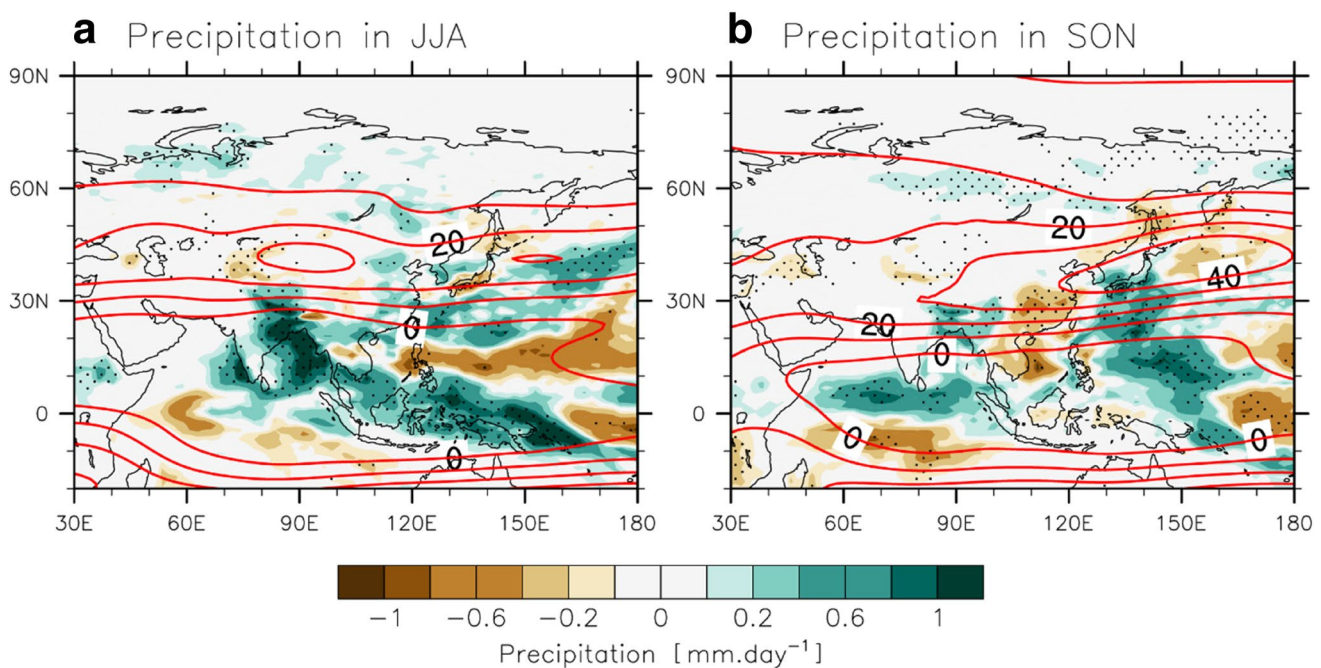 a Precipitation in JJA
b Precipitation in SON
90N
60N
30N
0
30E 60E 90E 120E 150E 180
20
0
0
90N
60N
30N
0
30E 60E 90E 120E 150E 180
20
40
20
0
0
0
−1 −0.6 −0.2 0 0.2 0.6 1
Precipitation [mm.day⁻¹]